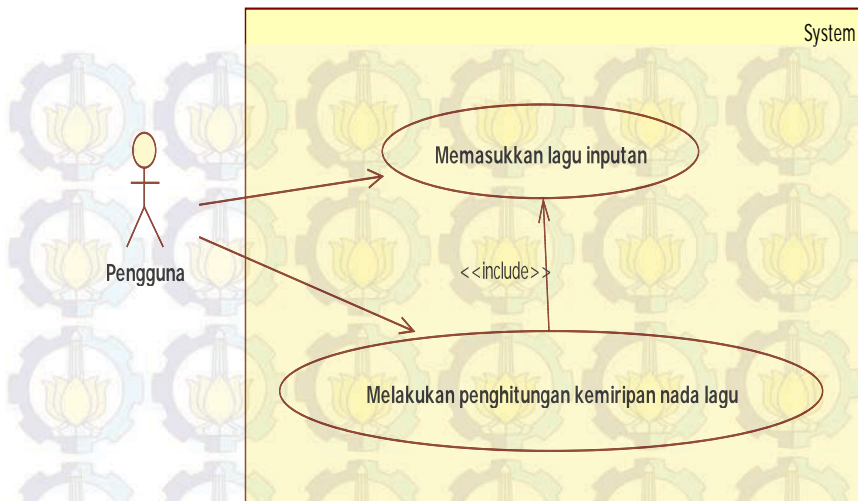 System
Memasukkan lagu inputan
Pengguna
<<include>>
Melakukan penghitungan kemiripan nada lagu